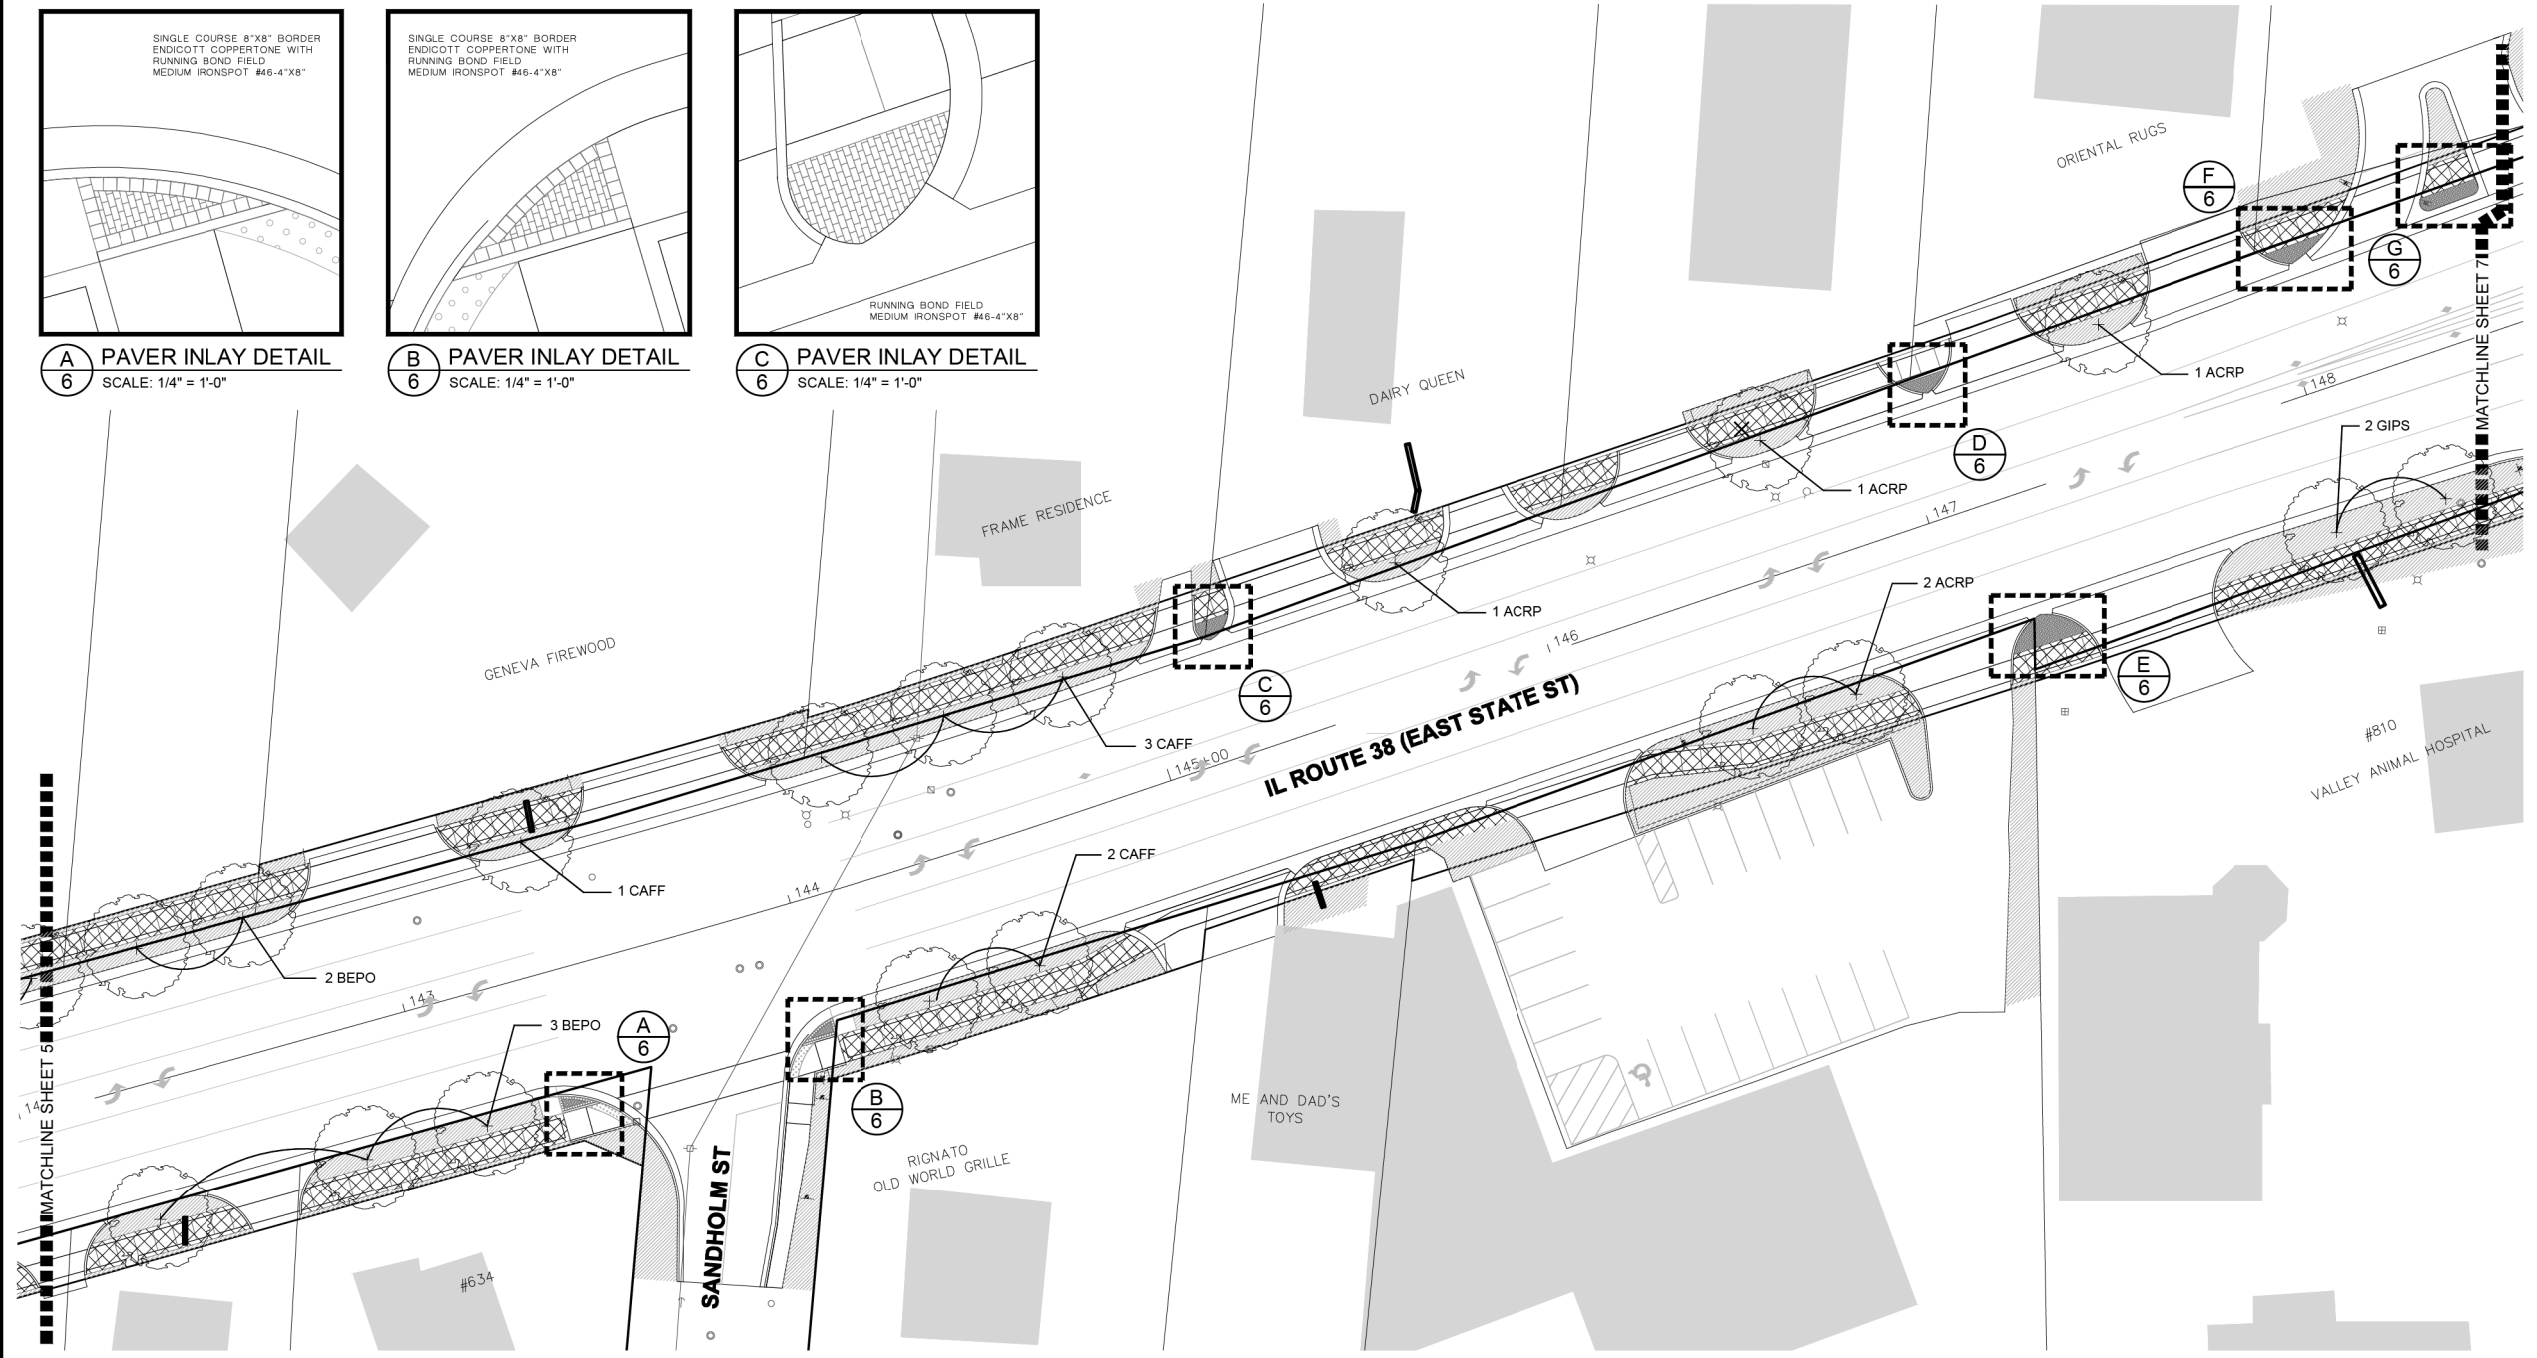 SINGLE COURSE 8"X8" BORDER
ENDICOTT COPPERTONE WITH
RUNNING BOND FIELD
MEDIUM IRONSPOT #46-4"X8"
A
6
PAVER INLAY DETAIL
SCALE: 1/4" = 1'-0"
SINGLE COURSE 8"X8" BORDER
ENDICOTT COPPERTONE WITH
RUNNING BOND FIELD
MEDIUM IRONSPOT #46-4"X8"
B
6
PAVER INLAY DETAIL
SCALE: 1/4" = 1'-0"
RUNNING BOND FIELD
MEDIUM IRONSPOT #46-4"X8"
C
6
PAVER INLAY DETAIL
SCALE: 1/4" = 1'-0"
ORIENTAL RUGS
F
6
G
6
MATCHLINE SHEET 7
1 ACRP
148
DAIRY QUEEN
2 GIPS
D
6
1 ACRP
147
FRAME RESIDENCE
2 ACRP
1 ACRP
146
GENEVA FIREWOOD
E
6
C
6
IL ROUTE 38 (EAST STATE ST)
#810
VALLEY ANIMAL HOSPITAL
3 CAFF
145+00
2 CAFF
1 CAFF
144
2 BEPO
143
3 BEPO
A
6
MATCHLINE SHEET 5
14
B
6
ME AND DAD'S
TOYS
RIGNATO
OLD WORLD GRILLE
SANDHOLM ST
#634